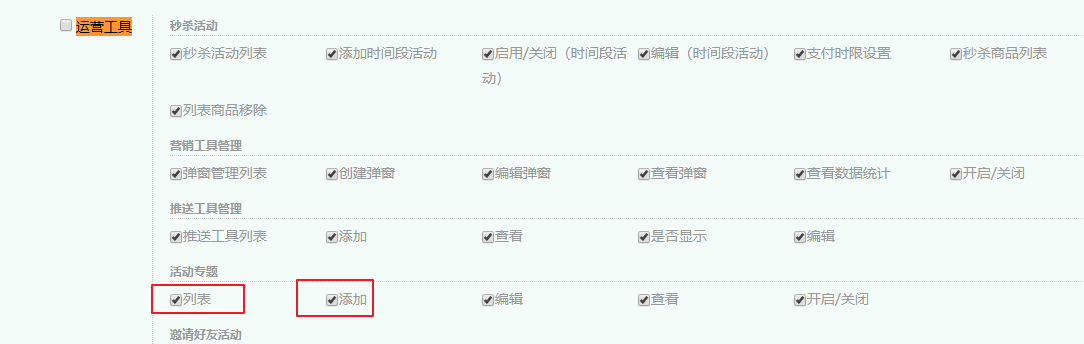 运营工具
秒杀活动
秒杀活动列表 添加时间段活动 启用/关闭（时间段活动） 编辑（时间段活动） 支付时限设置 秒杀商品列表
列表商品移除
营销工具管理
弹窗管理列表 创建弹窗 编辑弹窗 查看弹窗 查看数据统计 开启/关闭
推送工具管理
推送工具列表 添加 查看 是否显示 编辑
活动专题
列表 添加 编辑 查看 开启/关闭
邀请好友活动